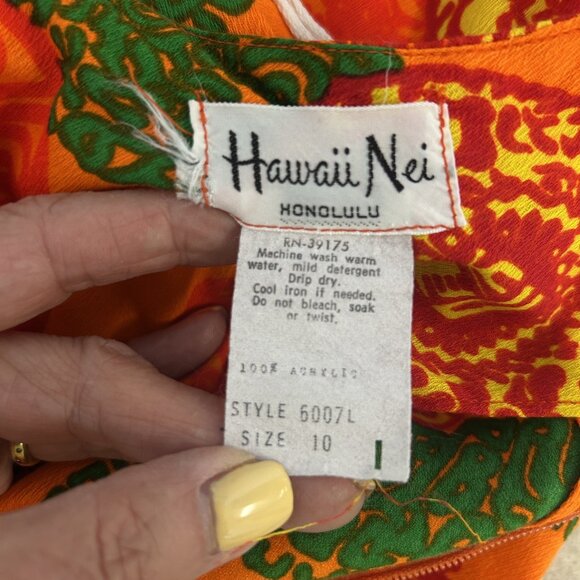 Hawaii Nei
HONOLULU
RN-39175
Machine wash warm
water, mild detergent
Drip dry.
Cool iron if needed.
Do not bleach, soak
or twist.
100% ACRYLIC
STYLE 6007L
SIZE 10